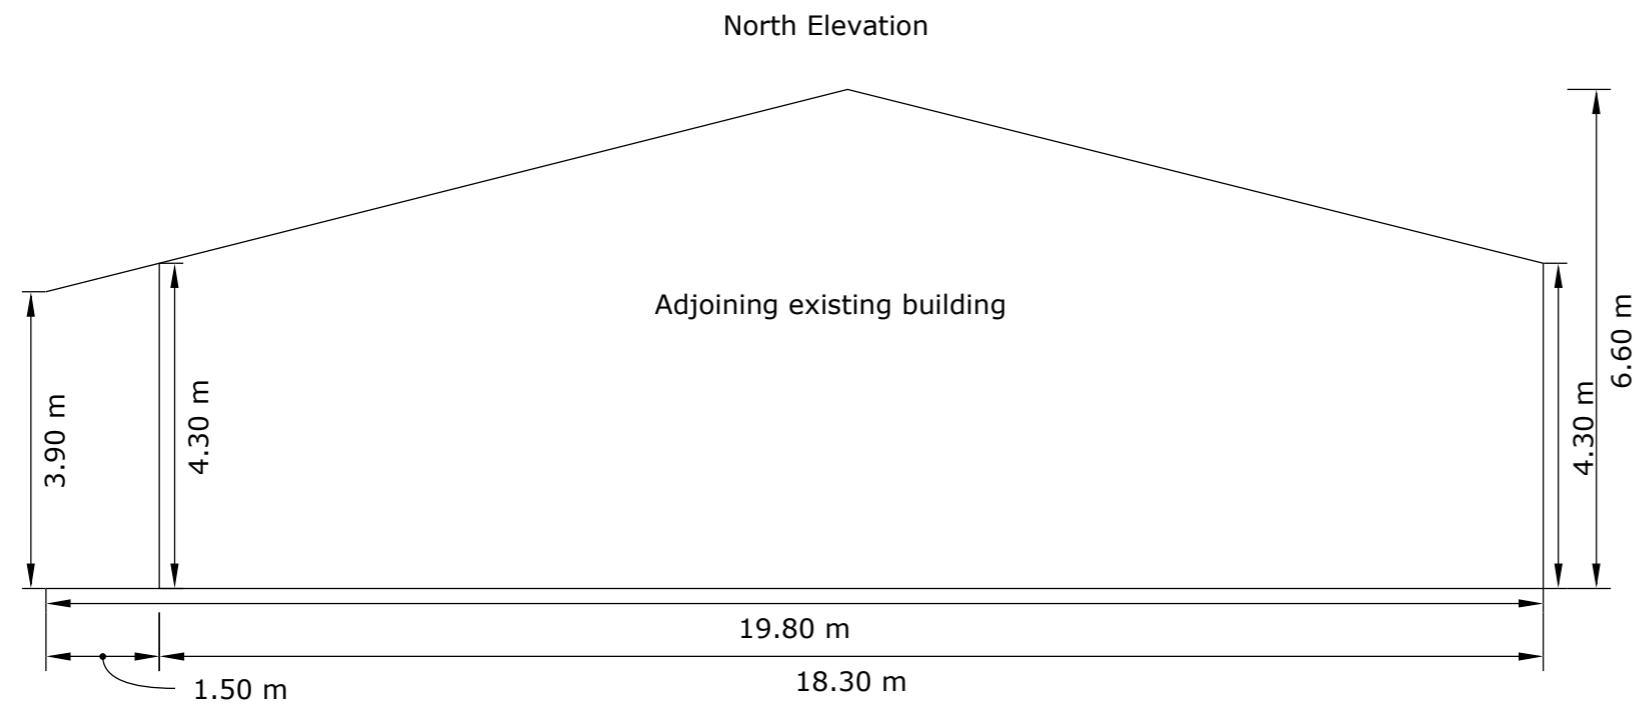 North Elevation
Adjoining existing building
3.90 m
4.30 m
4.30 m
6.60 m
19.80 m
1.50 m
18.30 m